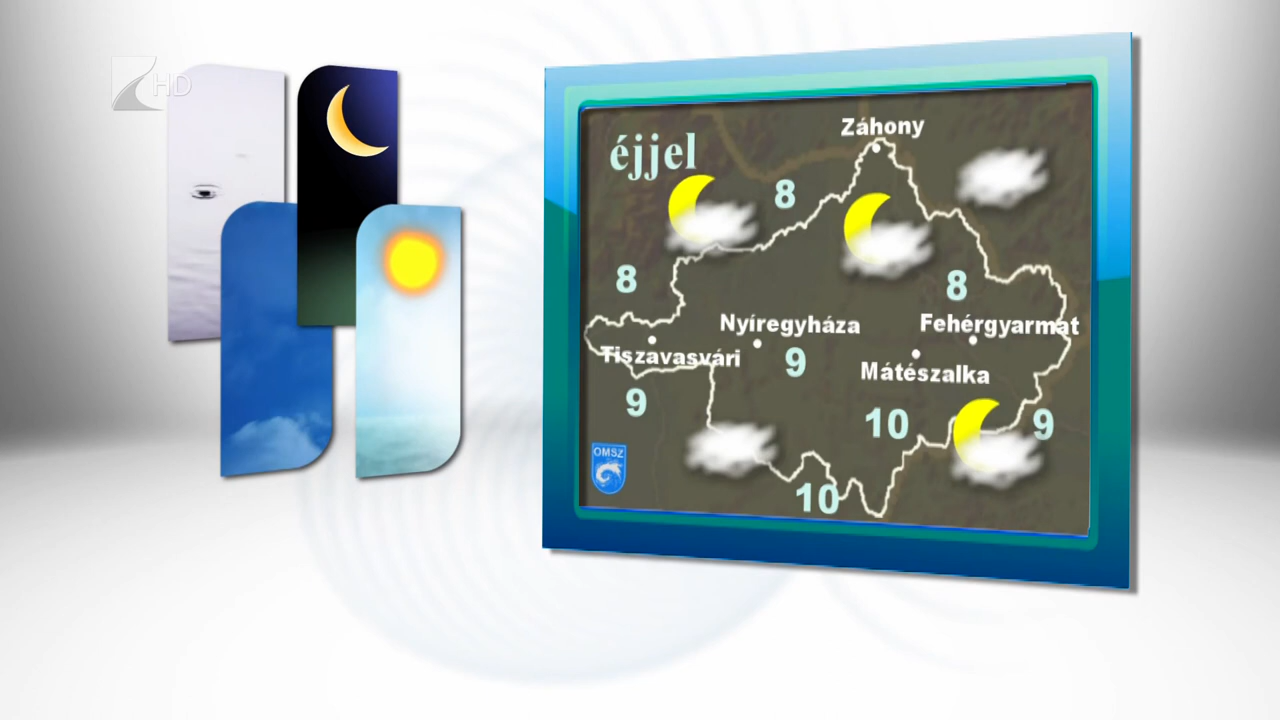 HD
éjjel
Záhony
8
8
8
Nyíregyháza
Fehérgyarmat
Tiszavasvári
9
Mátészalka
9
10
9
OMSZ
10